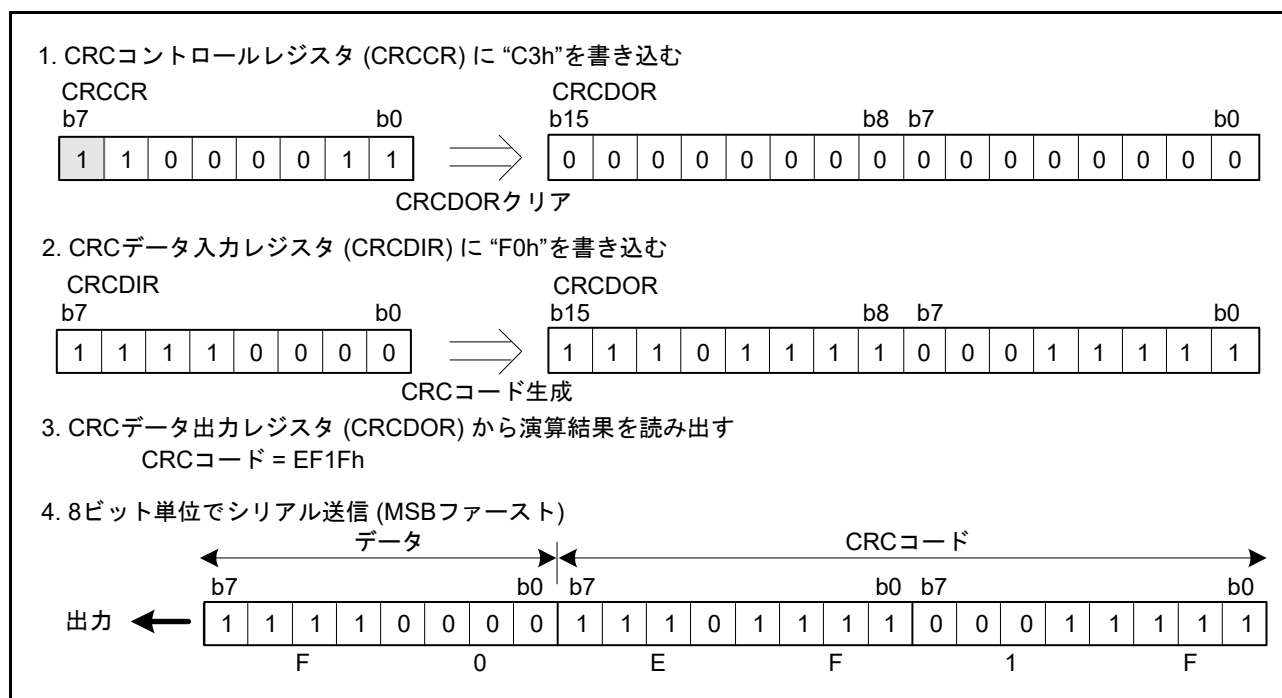 1. CRCコントロールレジスタ (CRCCR) に “C3h”を書き込む
CRCCR
CRCDOR
b7 b0
b15 b8 b7 b0
1 1 0 0 0 0 1 1
0 0 0 0 0 0 0 0 0 0 0 0 0 0 0 0
CRCDORクリア
2. CRCデータ入力レジスタ (CRCDIR) に “F0h”を書き込む
CRCDIR
CRCDOR
b7 b0
b15 b8 b7 b0
1 1 1 1 0 0 0 0
1 1 1 0 1 1 1 1 0 0 0 1 1 1 1 1
CRCコード生成
3. CRCデータ出力レジスタ (CRCDOR) から演算結果を読み出す
CRCコード = EF1Fh
4. 8ビット単位でシリアル送信 (MSBファースト)
データ CRCコード
b7 b0 b7 b0 b7 b0
出力 1 1 1 1 0 0 0 0 1 1 1 0 1 1 1 1 0 0 0 1 1 1 1 1
F 0 E F 1 F